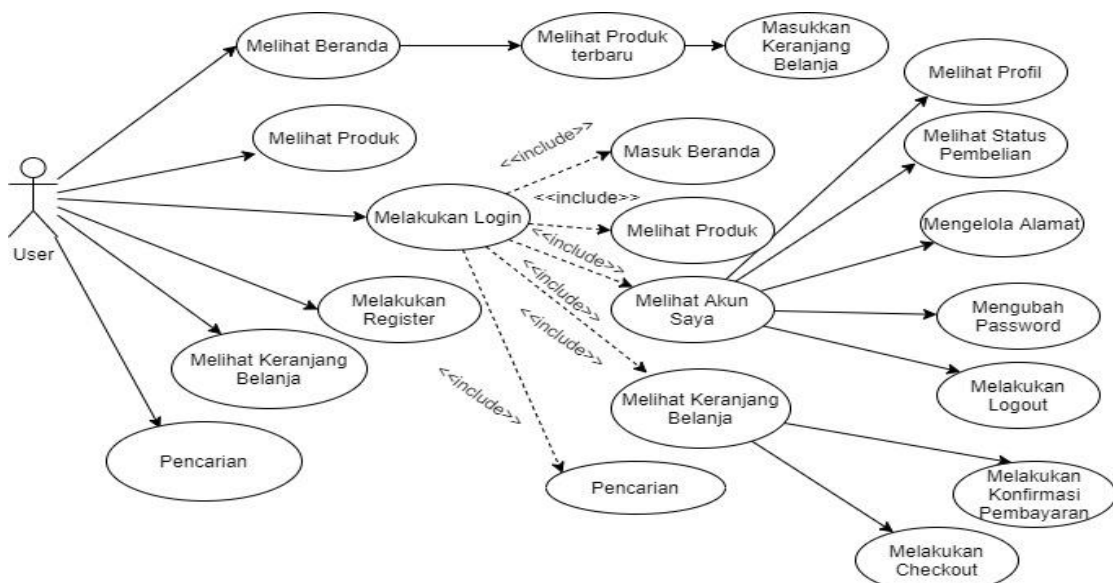 Melihat Beranda
Melihat Produk
terbaru
Masukkan
Keranjang
Belanja
Melihat Profil
Melihat Produk
<<include>>
Masuk Beranda
Melihat Status
Pembelian
User
Melakukan Login
<<include>>
Melihat Produk
Mengelola Alamat
<<include>>
Melakukan
Register
<<include>>
Melihat Akun
Saya
Mengubah
Password
<<include>>
Melihat Keranjang
Belanja
<<include>>
Melihat Keranjang
Belanja
Melakukan
Logout
Pencarian
Pencarian
Melakukan
Konfirmasi
Pembayaran
Melakukan
Checkout